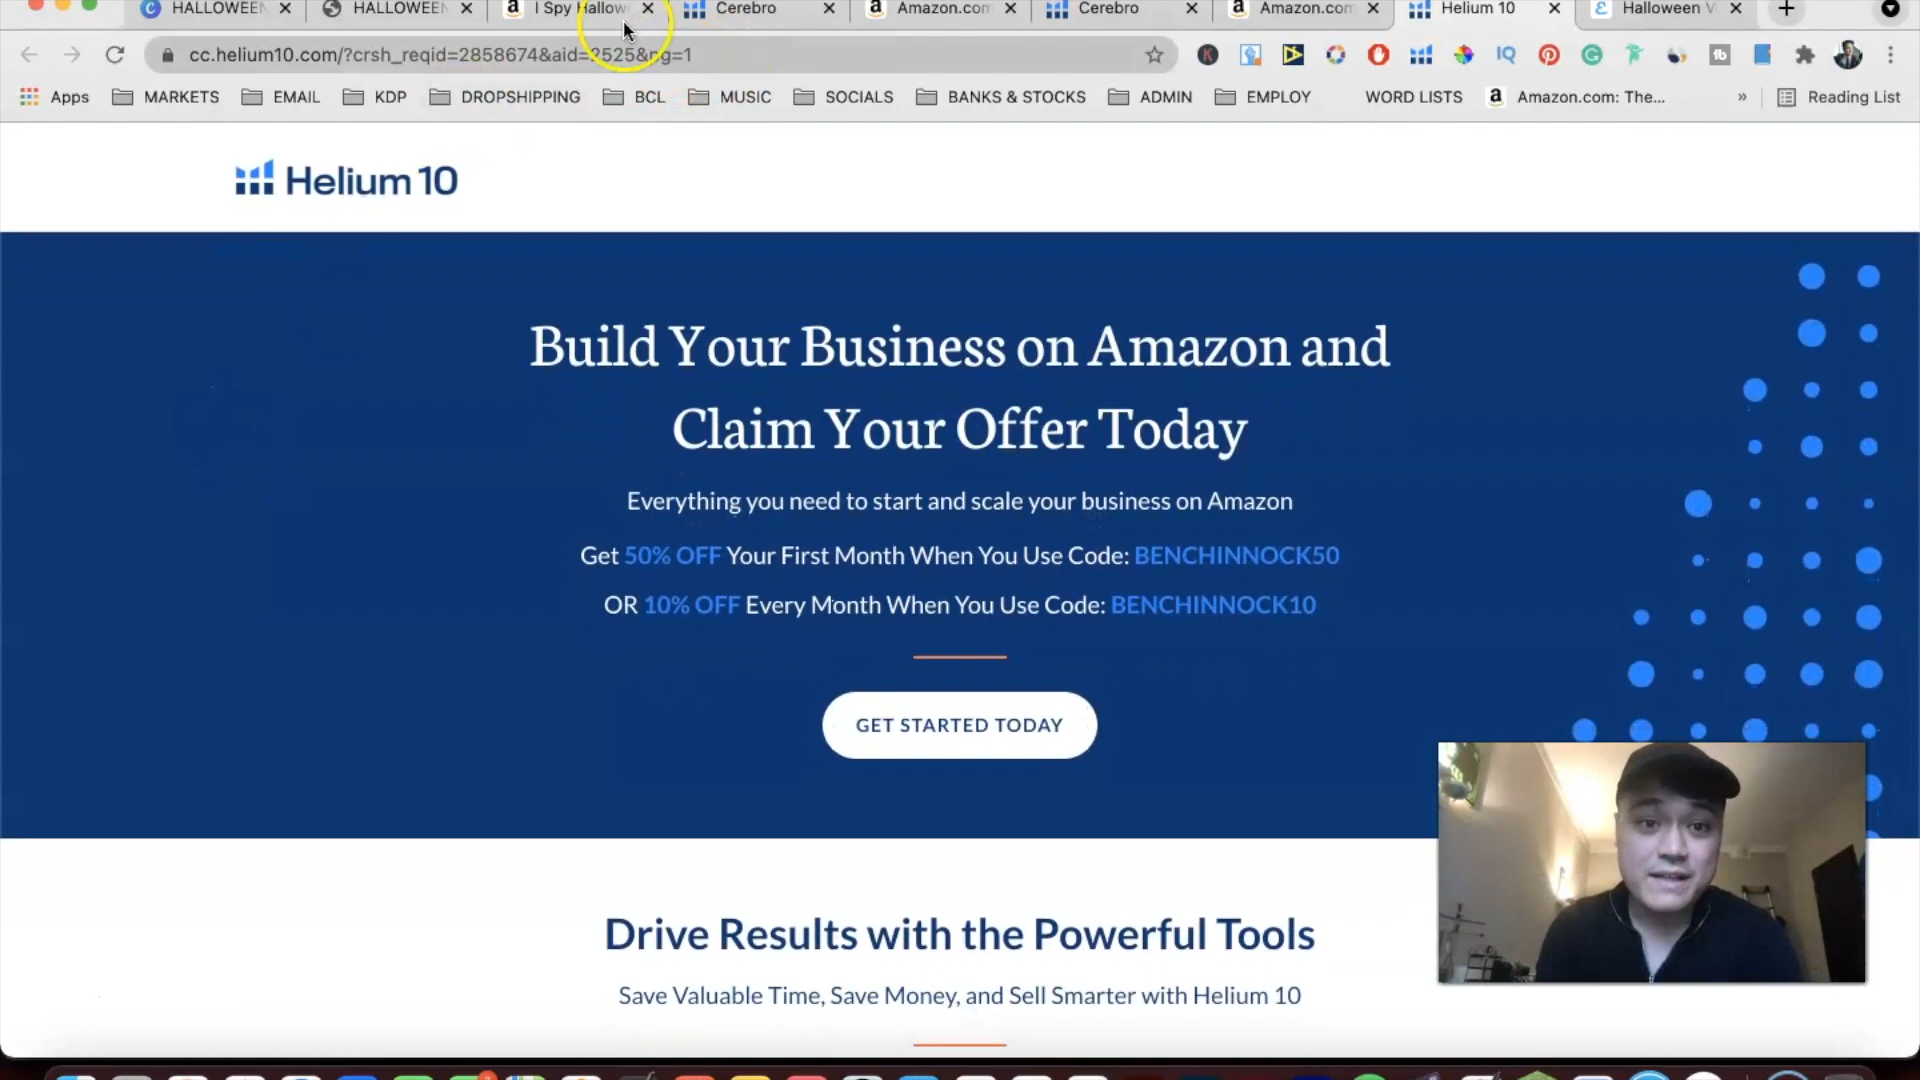 HALLOWEEN
HALLOWEEN
I Spy Hallow
Cerebro
Amazon.com
Cerebro
Amazon.com
Helium 10
Halloween V
cc.helium10.com/?crsh_reqid=2858674&aid=2525&pg=1
Apps MARKETS EMAIL KDP DROPSHIPPING BCL MUSIC SOCIALS BANKS & STOCKS ADMIN EMPLOY WORD LISTS Amazon.com: The... » Reading List
Helium 10
Build Your Business on Amazon and
Claim Your Offer Today
Everything you need to start and scale your business on Amazon
Get 50% OFF Your First Month When You Use Code: BENCHINNOCK50
OR 10% OFF Every Month When You Use Code: BENCHINNOCK10
GET STARTED TODAY
Drive Results with the Powerful Tools
Save Valuable Time, Save Money, and Sell Smarter with Helium 10